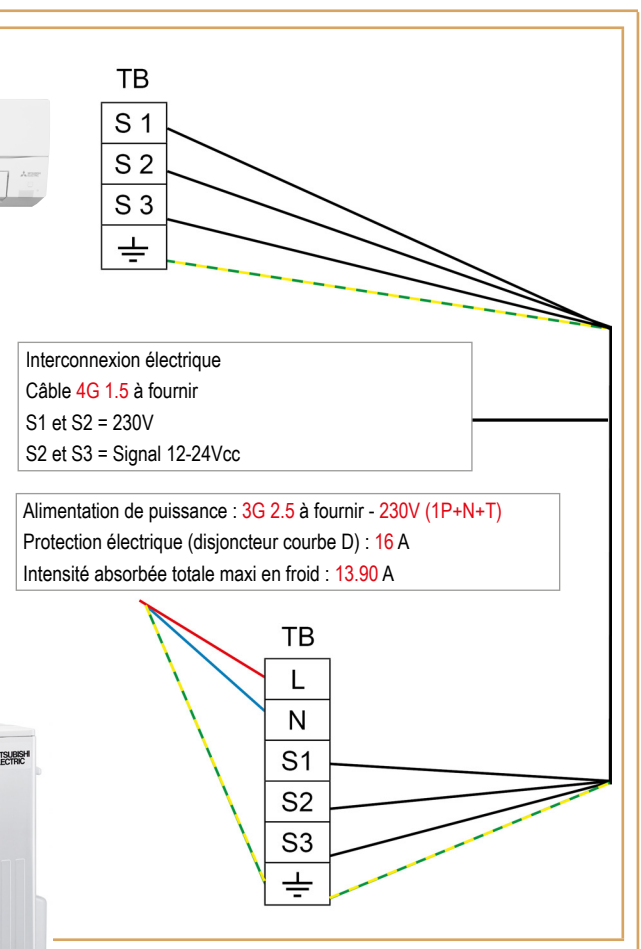 TB
S 1
S 2
S 3
Interconnexion électrique
Câble 4G 1.5 à fournir
S1 et S2 = 230V
S2 et S3 = Signal 12-24Vcc
Alimentation de puissance : 3G 2.5 à fournir - 230V (1P+N+T)
Protection électrique (disjoncteur courbe D) : 16 A
Intensité absorbée totale maxi en froid : 13.90 A
TB
L
N
S1
S2
S3
TSUBISHI
ECTRIC